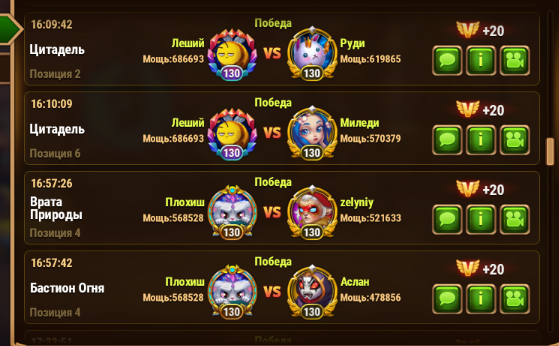 16:09:42
Победа
Цитадель
Леший
Мощь:686693
130
VS
130
Руди
Мощь:619865
+20
Позиция 2
16:10:09
Победа
Цитадель
Леший
Мощь:686693
130
VS
130
Миледи
Мощь:570379
+20
Позиция 6
16:57:26
Победа
Врата
Природы
Плохиш
Мощь:568528
130
VS
130
zelyniy
Мощь:521633
+20
Позиция 4
16:57:42
Победа
Бастион Огня
Плохиш
Мощь:568528
130
VS
130
Аслан
Мощь:478856
+20
Позиция 4